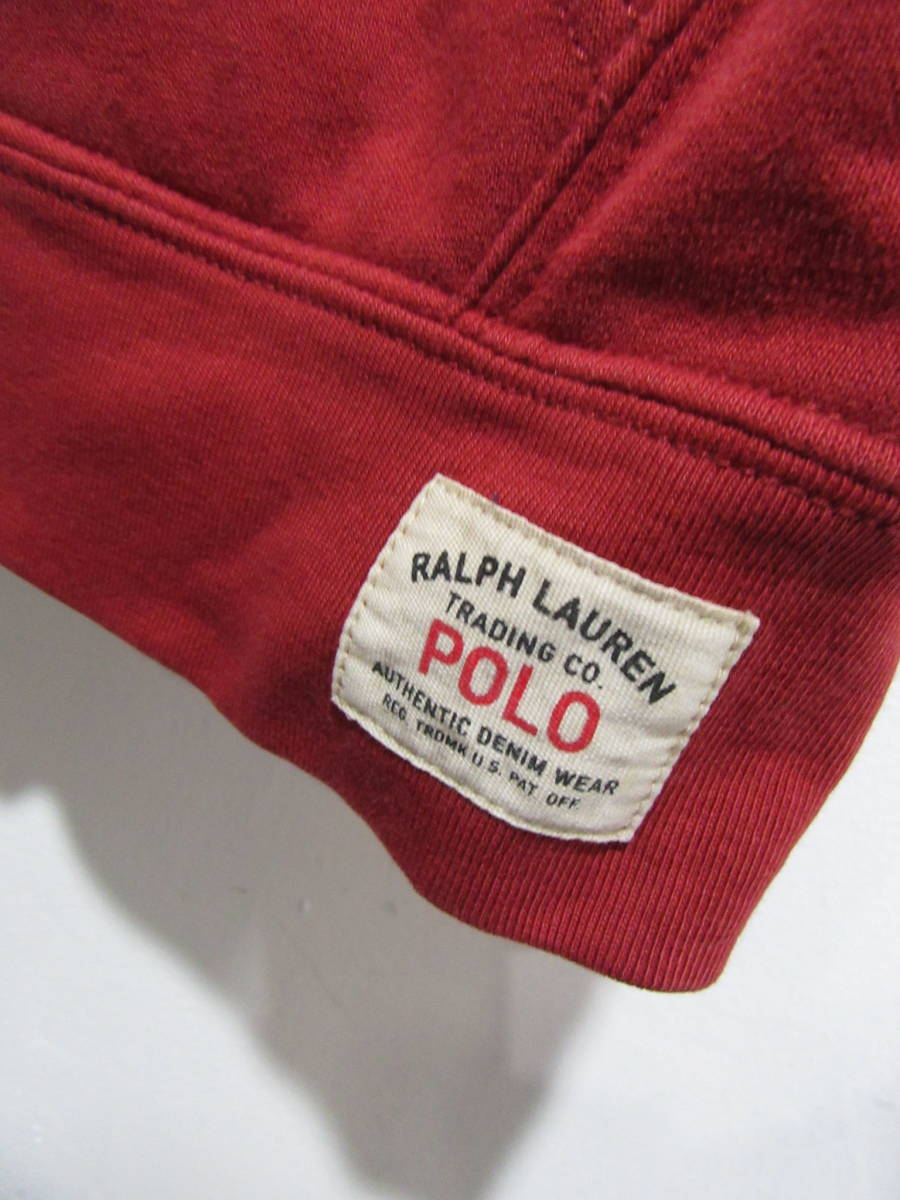 RALPH LAUREN
TRADING CO.
POLO
AUTHENTIC DENIM WEAR
REG. TRDMK U.S. PAT. OFF.